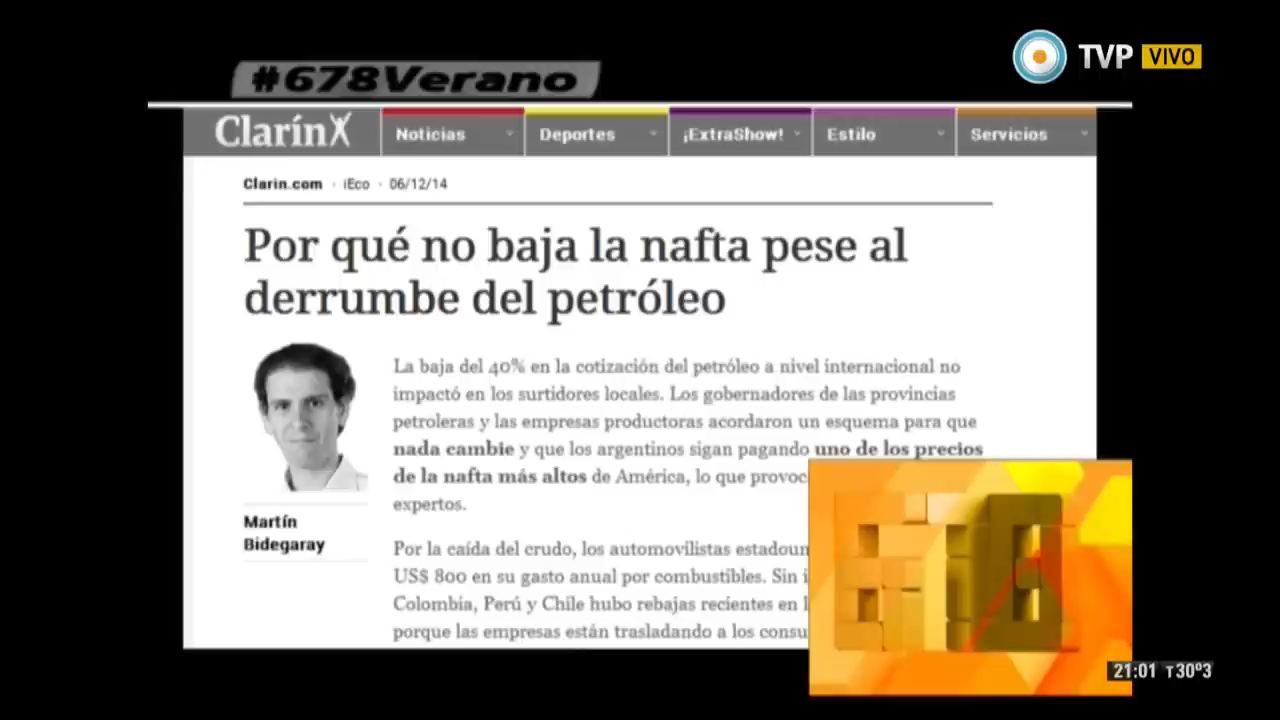 #678Verano
TVP VIVO
ClarínX
Noticias
Deportes
¡ExtraShow!
Estilo
Servicios
Clarin.com · iEco · 06/12/14
Por qué no baja la nafta pese al
derrumbe del petróleo
La baja del 40% en la cotización del petróleo a nivel internacional no
impactó en los surtidores locales. Los gobernadores de las provincias
petroleras y las empresas productoras acordaron un esquema para que
nada cambie y que los argentinos sigan pagando uno de los precios
de la nafta más altos de América, lo que provoc
expertos.
Martín
Bidegaray
Por la caída del crudo, los automovilistas estadoun
US$ 800 en su gasto anual por combustibles. Sin i
Colombia, Perú y Chile hubo rebajas recientes en l
porque las empresas están trasladando a los consu
678
21:01 T30º3